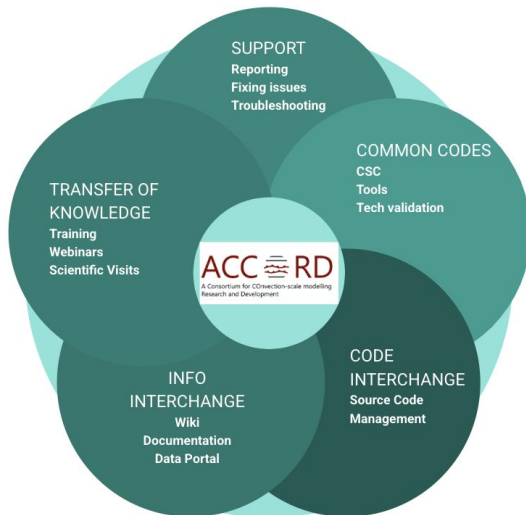 SUPPORT
Reporting
Fixing issues
Troubleshooting
COMMON CODES
CSC
Tools
Tech validation
TRANSFER OF
KNOWLEDGE
Training
Webinars
Scientific Visits
ACCORD
A Consortium for COnvection-scale modelling
Research and Development
CODE
INTERCHANGE
Source Code
Management
INFO
INTERCHANGE
Wiki
Documentation
Data Portal